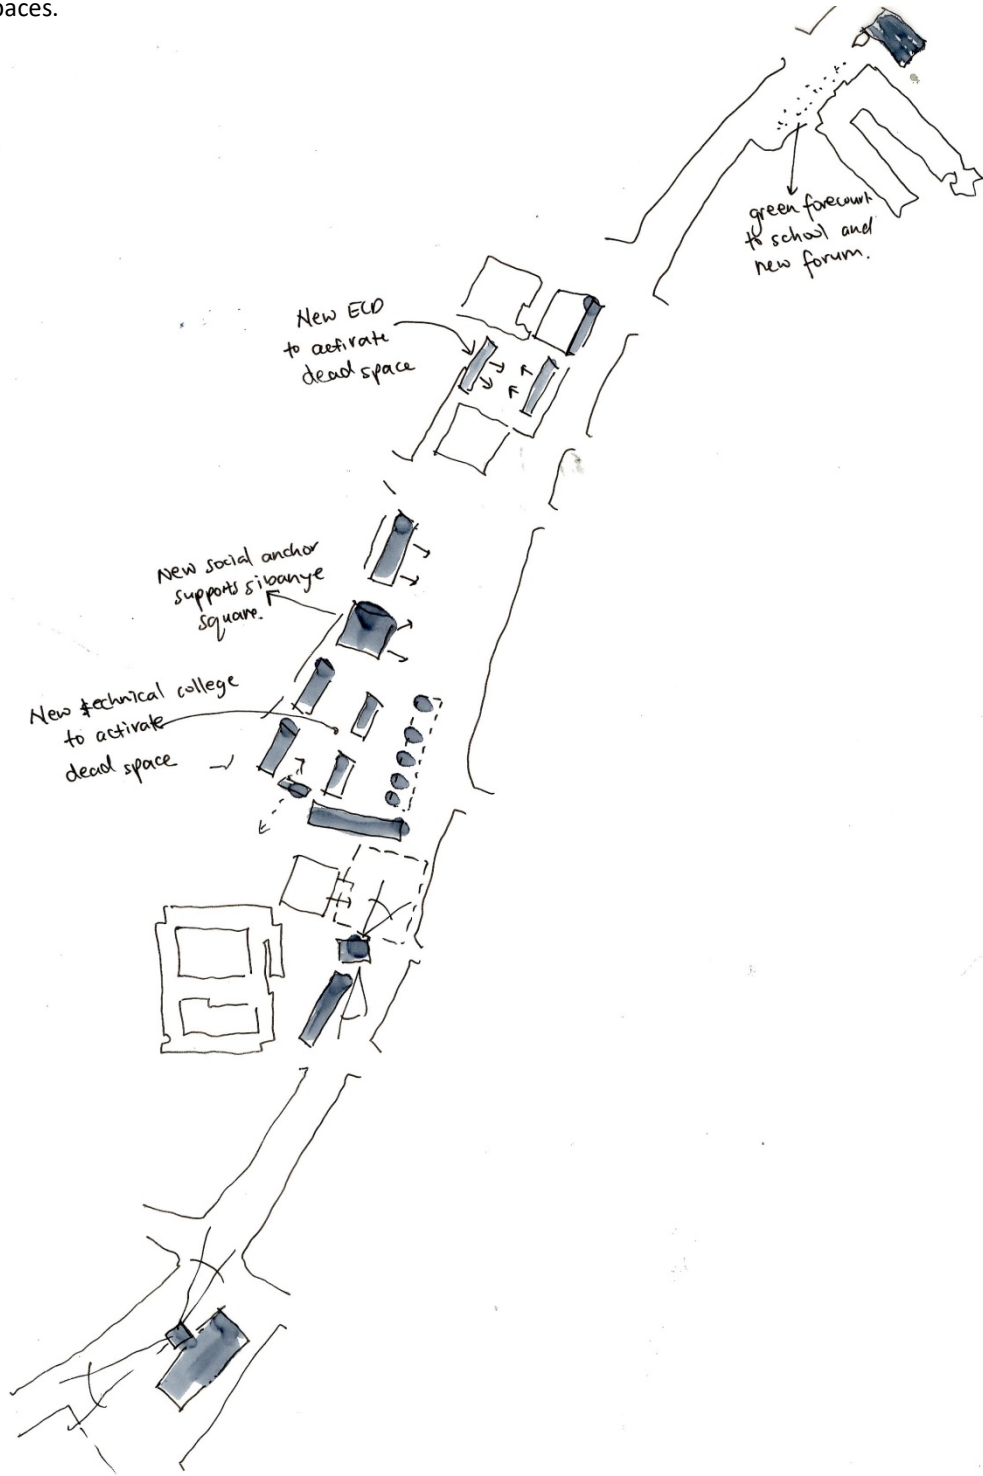 paces.
green forecourt
to school and
new forum.
New ECD
to activate
dead space
New social anchor
supports sibanye
square.
New technical college
to activate
dead space